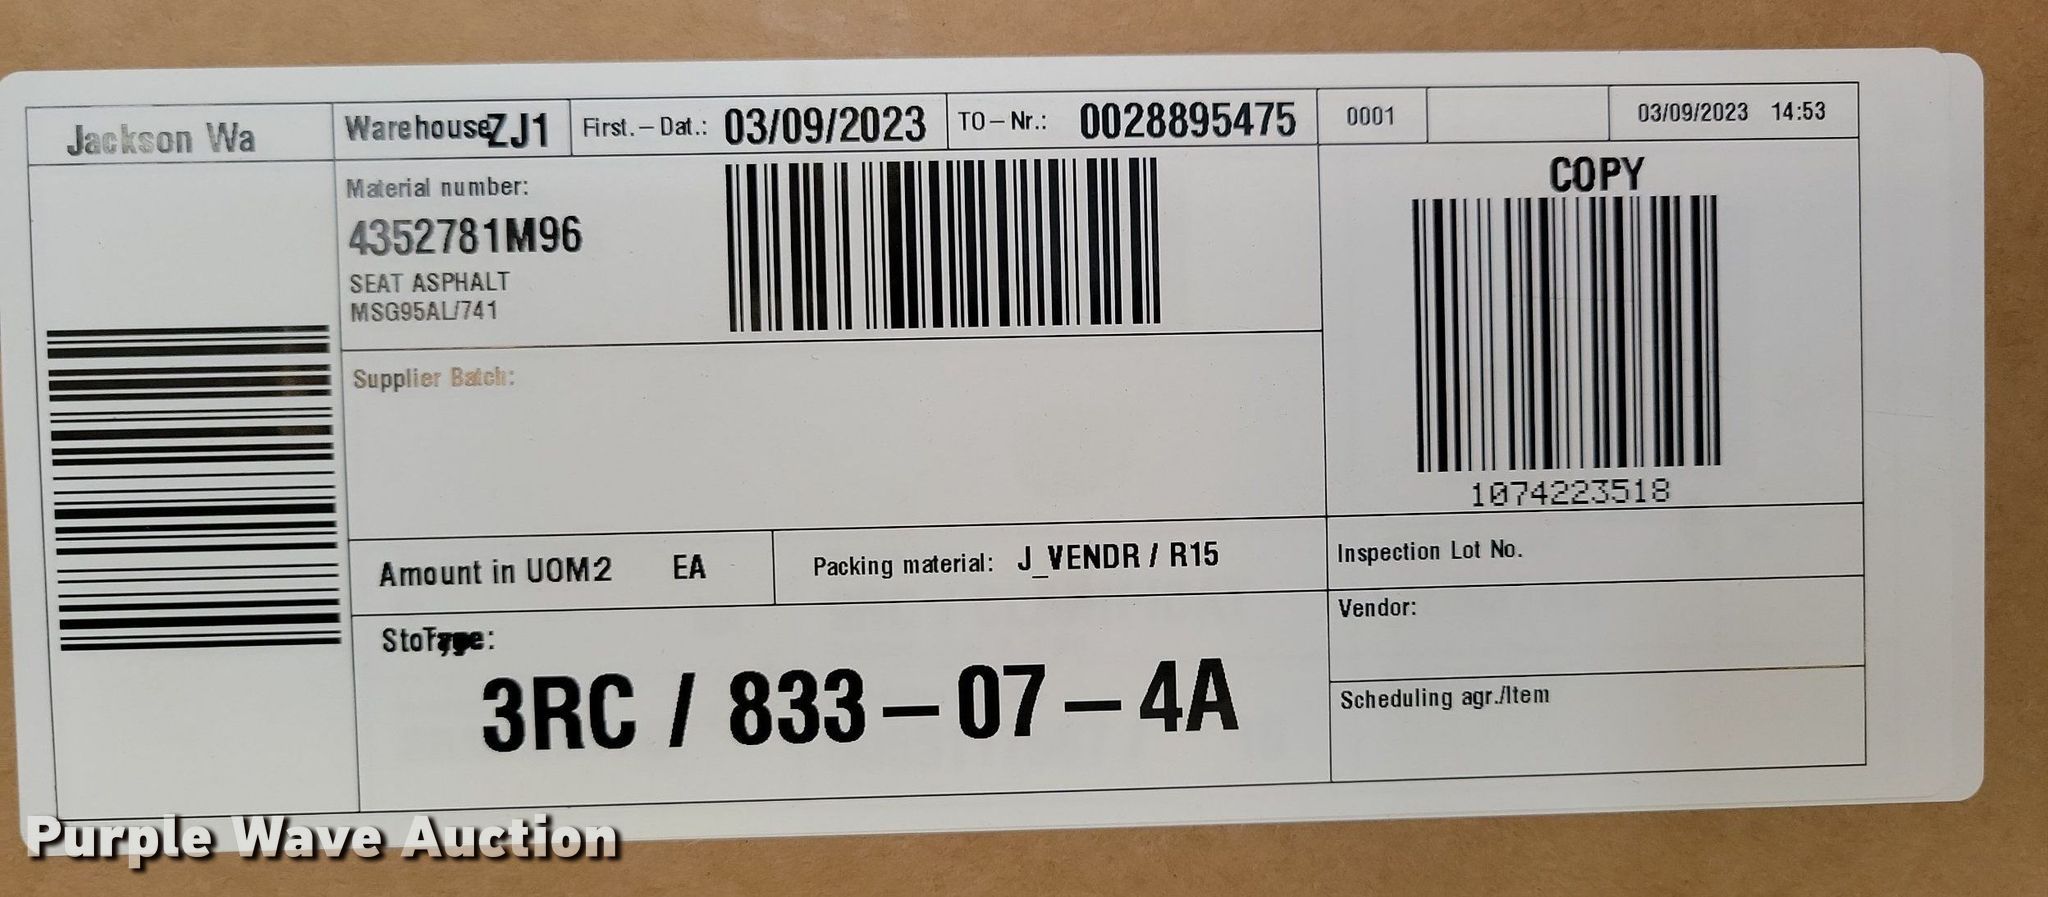 Jackson Wa
Warehouse ZJ1
First.-Dat.: 03/09/2023
TO-Nr.: 0028895475
0001
03/09/2023 14:53
Material number:
4352781M96
SEAT ASPHALT
MSG95AL/741
COPY
1074223518
Supplier Batch:
Amount in UOM2 EA
Packing material: J_VENDR / R15
Inspection Lot No.
Vendor:
3RC / 833-07-4A
Scheduling agr./Item
Purple Wave Auction